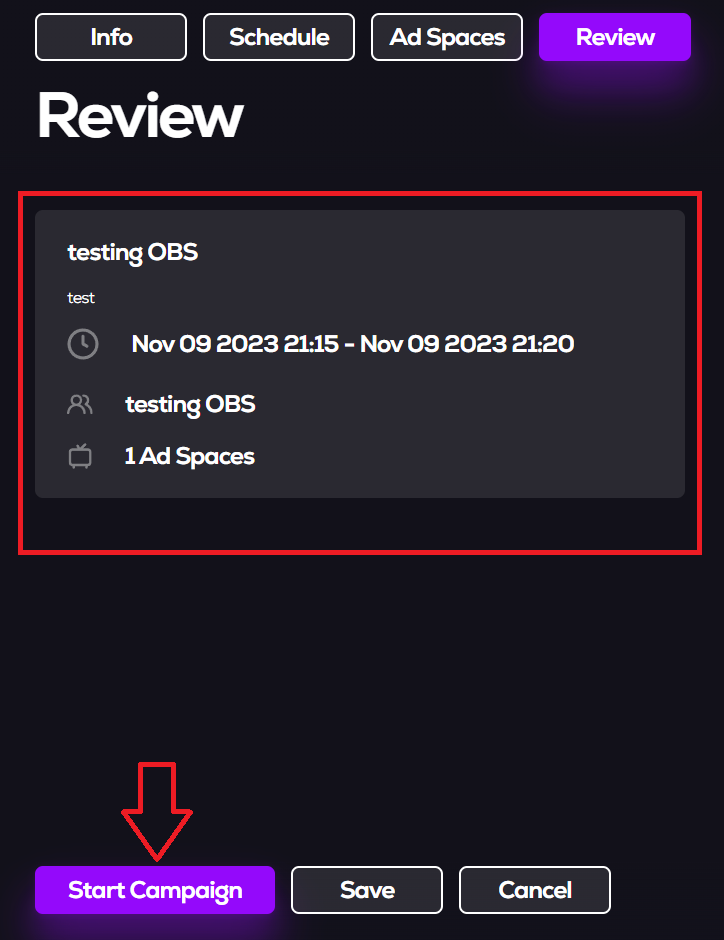 Info Schedule Ad Spaces Review
Review
testing OBS
test
Nov 09 2023 21:15 - Nov 09 2023 21:20
testing OBS
1 Ad Spaces
Start Campaign Save Cancel